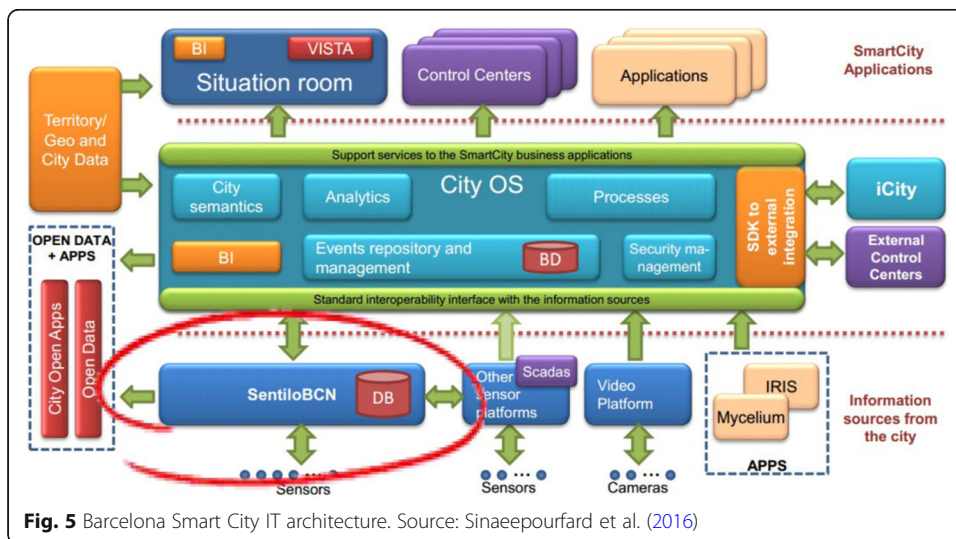 BI
VISTA
Situation room
Control Centers
Applications
SmartCity
Applications
Territory/
Geo and
City Data
Support services to the SmartCity business applications
City OS
City
semantics
Analytics
Processes
BI
Events repository and
management
BD
Security ma-
nagement
SDK to
external
integration
iCity
External
Control
Centers
Standard interoperability interface with the information sources
OPEN DATA
+ APPS
City Open Apps
Open Data
SentiloBCN
DB
Other
sensor
platforms
Scadas
Video
Platform
IRIS
Mycelium
APPS
Information
sources from
the city
Sensors
Sensors
Cameras
Fig. 5 Barcelona Smart City IT architecture. Source: Sinaeepourfard et al. (2016)